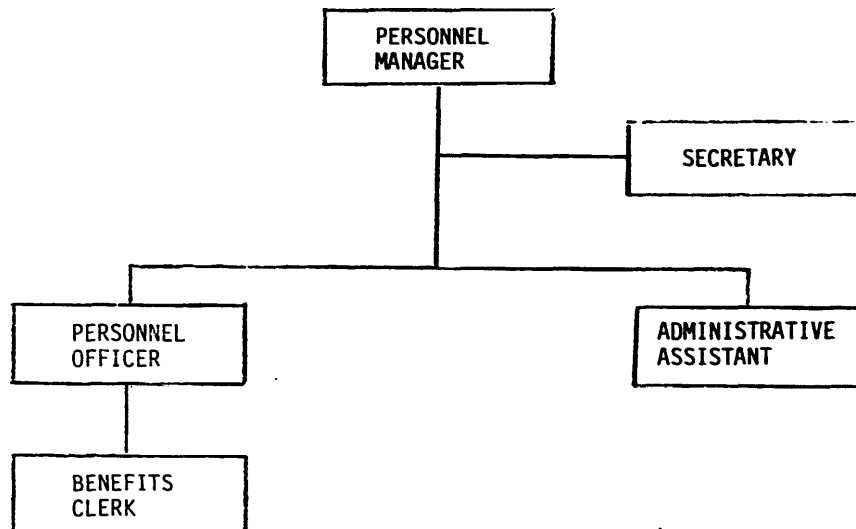 PERSONNEL
MANAGER
SECRETARY
PERSONNEL
OFFICER
ADMINISTRATIVE
ASSISTANT
BENEFITS
CLERK